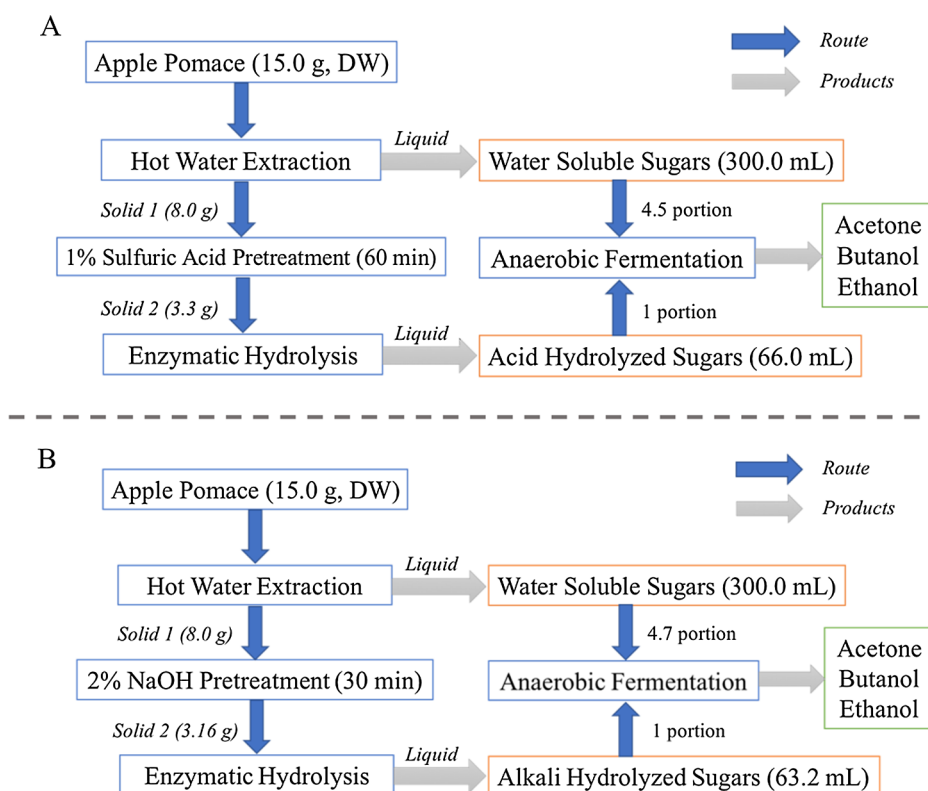 A
Route
Products
Apple Pomace (15.0 g, DW)
Hot Water Extraction
Liquid
Water Soluble Sugars (300.0 mL)
Solid 1 (8.0 g)
4.5 portion
1% Sulfuric Acid Pretreatment (60 min)
Anaerobic Fermentation
Acetone
Butanol
Ethanol
Solid 2 (3.3 g)
1 portion
Enzymatic Hydrolysis
Liquid
Acid Hydrolyzed Sugars (66.0 mL)
B
Route
Products
Apple Pomace (15.0 g, DW)
Hot Water Extraction
Liquid
Water Soluble Sugars (300.0 mL)
Solid 1 (8.0 g)
4.7 portion
2% NaOH Pretreatment (30 min)
Anaerobic Fermentation
Acetone
Butanol
Ethanol
Solid 2 (3.16 g)
1 portion
Enzymatic Hydrolysis
Liquid
Alkali Hydrolyzed Sugars (63.2 mL)